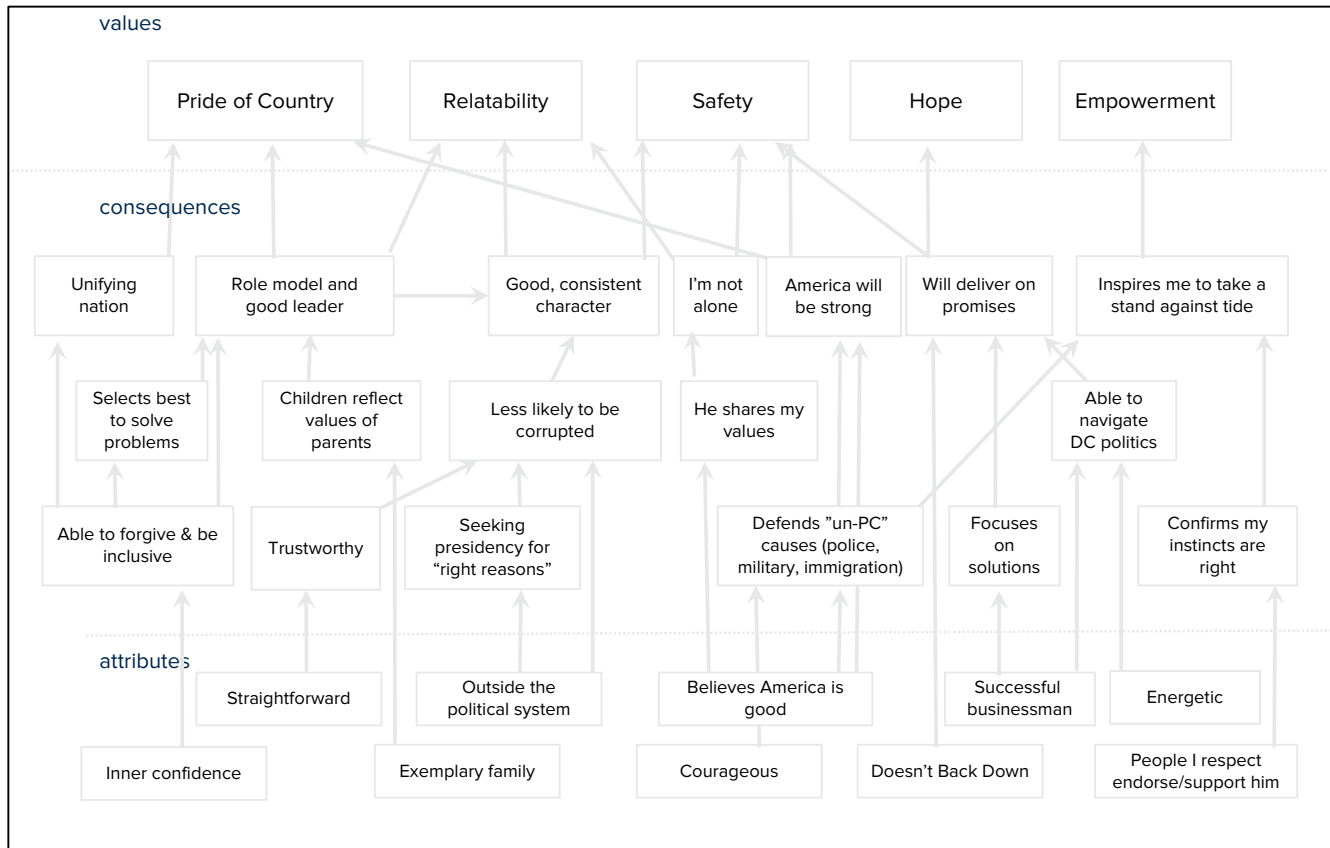 values
Pride of Country
Relatability
Safety
Hope
Empowerment
consequences
Unifying
nation
Role model and
good leader
Good, consistent
character
I'm not
alone
America will
be strong
Will deliver on
promises
Inspires me to take a
stand against tide
Selects best
to solve
problems
Children reflect
values of
parents
Less likely to be
corrupted
He shares my
values
Able to
navigate
DC politics
Able to forgive & be
inclusive
Trustworthy
Seeking
presidency for
“right reasons”
Defends ”un-PC”
causes (police,
military, immigration)
Focuses
on
solutions
Confirms my
instincts are
right
attributes
Straightforward
Outside the
political system
Believes America is
good
Successful
businessman
Energetic
Inner confidence
Exemplary family
Courageous
Doesn't Back Down
People I respect
endorse/support him